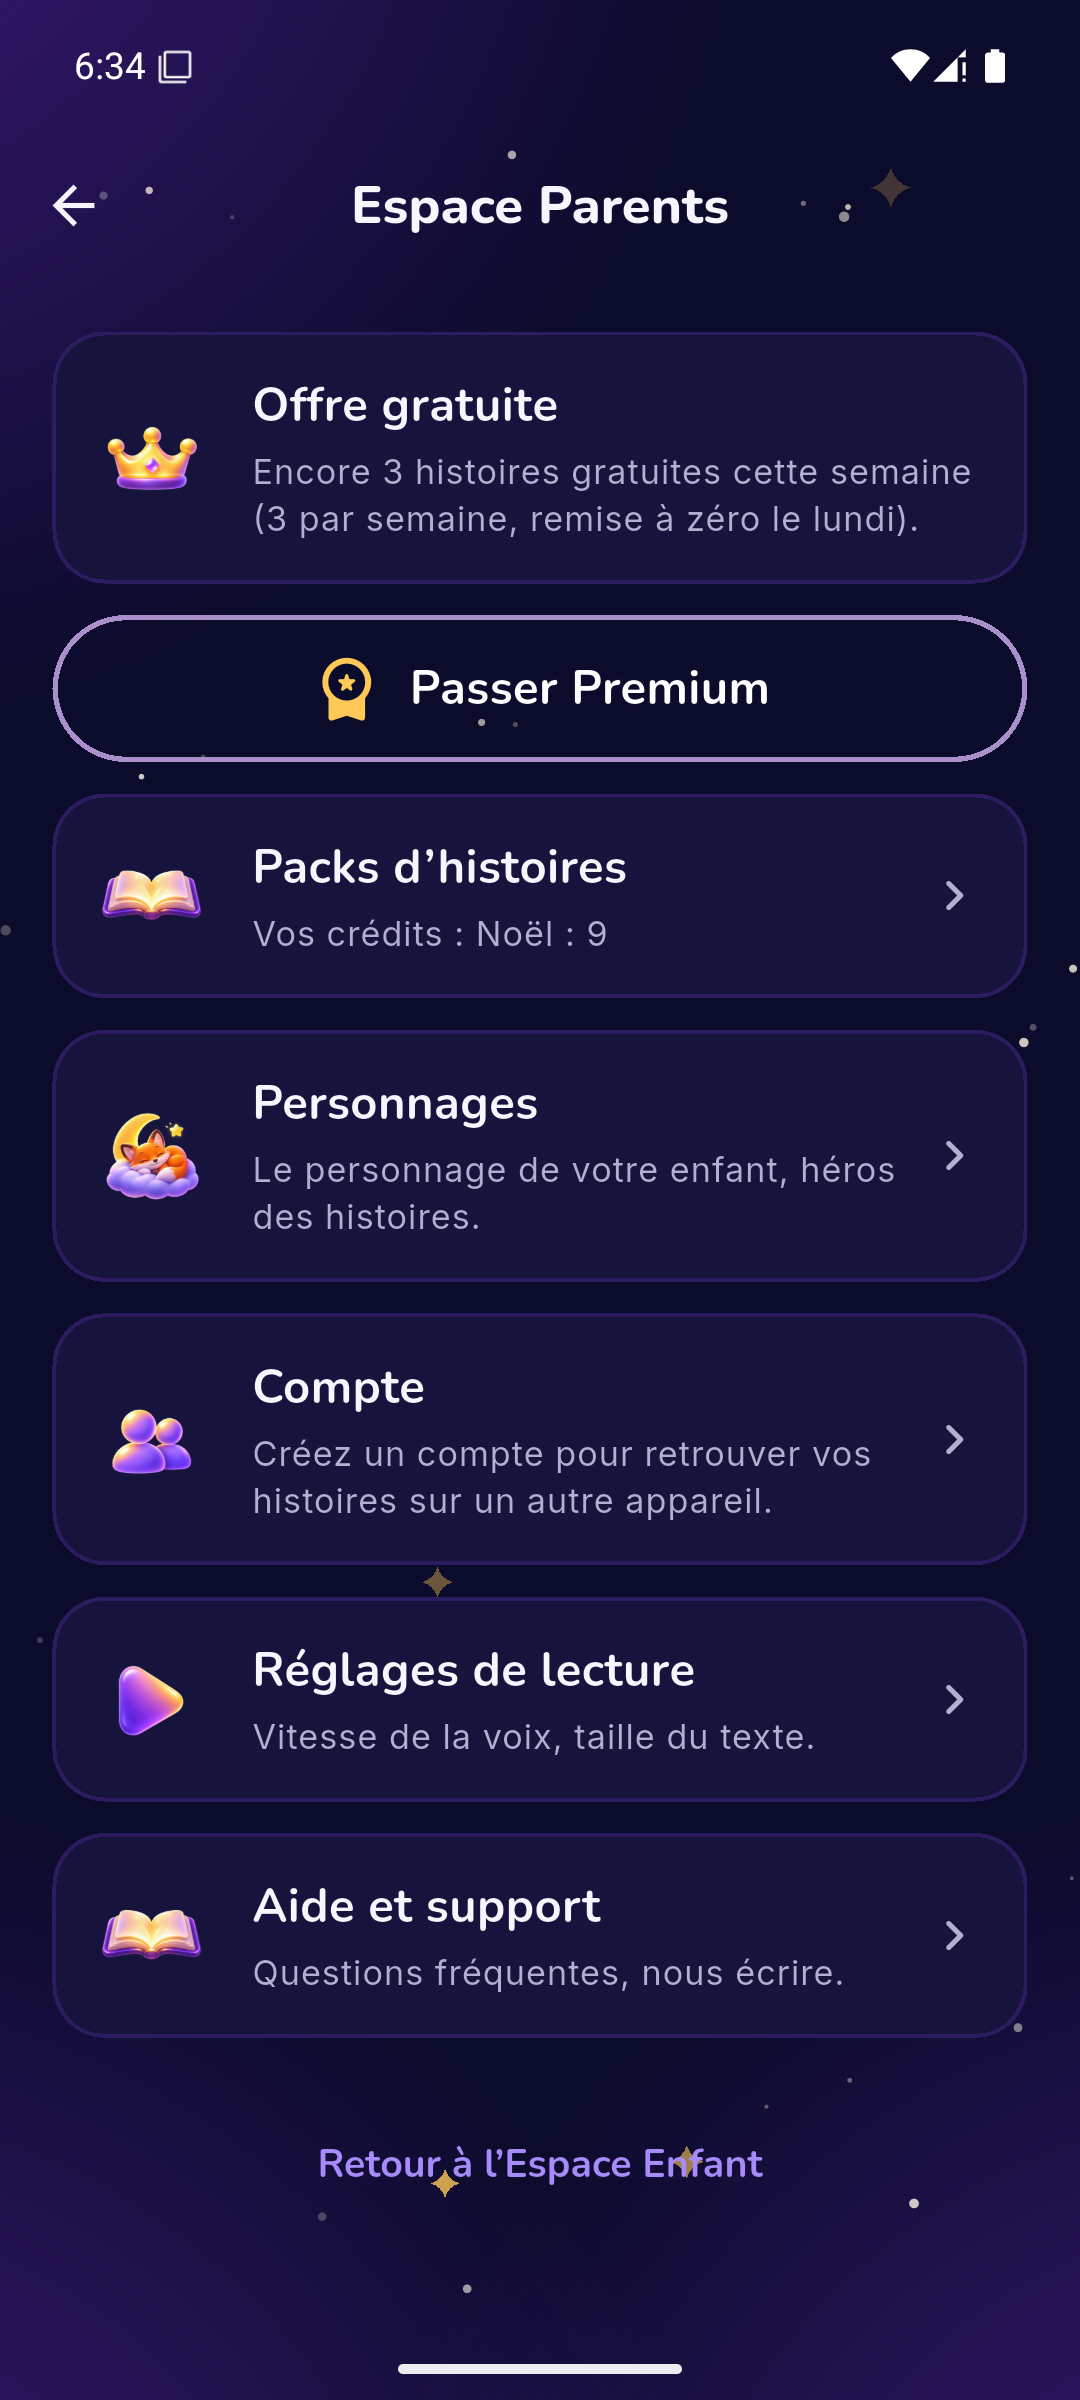 6:34
Espace Parents
Offre gratuite
Encore 3 histoires gratuites cette semaine
(3 par semaine, remise à zéro le lundi).
Passer Premium
Packs d’histoires
Vos crédits : Noël : 9
Personnages
Le personnage de votre enfant, héros
des histoires.
Compte
Créez un compte pour retrouver vos
histoires sur un autre appareil.
Réglages de lecture
Vitesse de la voix, taille du texte.
Aide et support
Questions fréquentes, nous écrire.
Retour à l’Espace Enfant